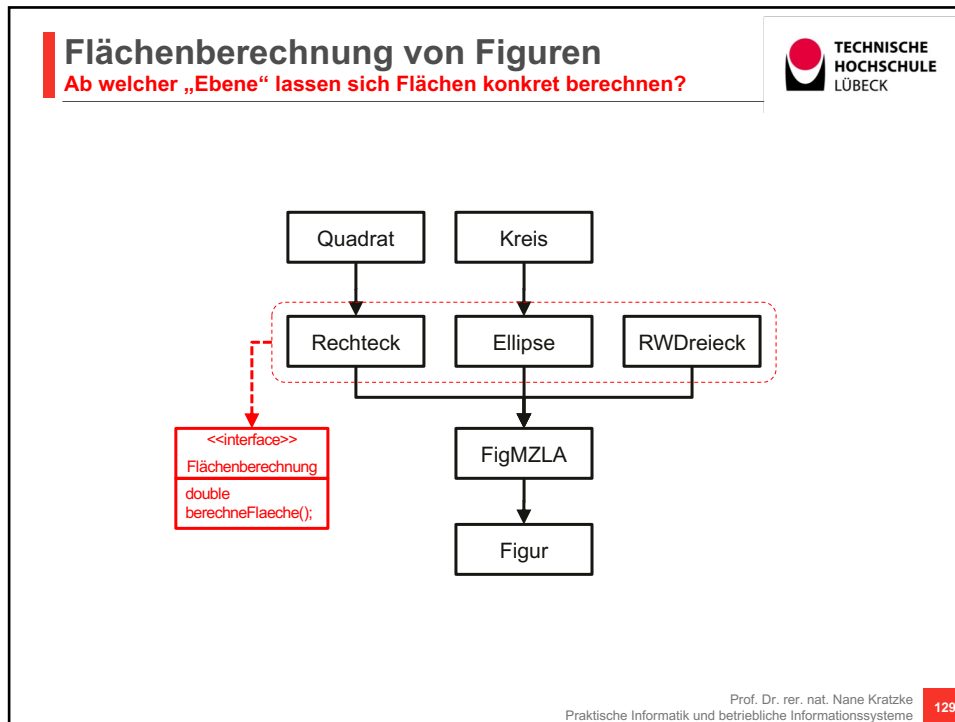 Flächenberechnung von Figuren
Ab welcher „Ebene“ lassen sich Flächen konkret berechnen?
TECHNISCHE
HOCHSCHULE
LÜBECK
Quadrat
Kreis
Rechteck
Ellipse
RWDreieck
<<interface>>
Flächenberechnung
double
berechneFlaeche();
FigMZLA
Figur
Prof. Dr. rer. nat. Nane Kratzke
Praktische Informatik und betriebliche Informationssysteme
129